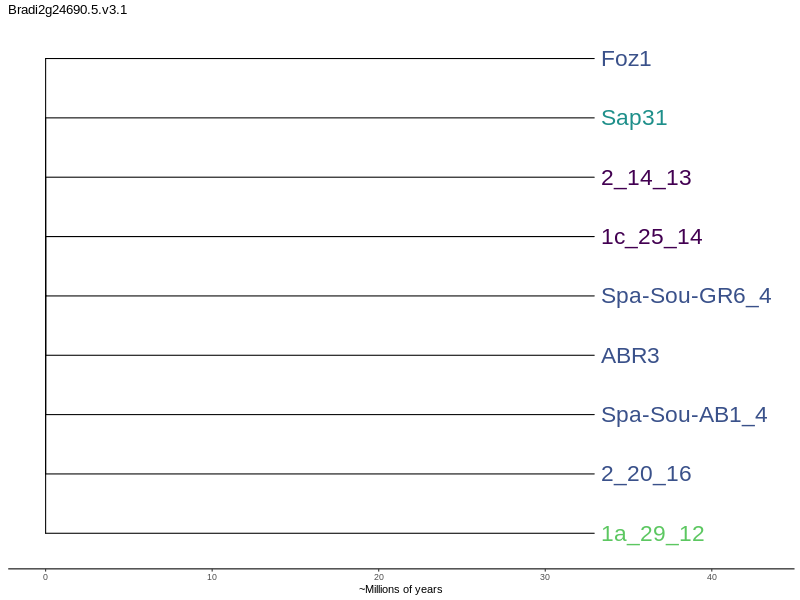 Bradi2g24690.5.v3.1
Foz1
Sap31
2_14_13
1c_25_14
Spa-Sou-GR6_4
ABR3
Spa-Sou-AB1_4
2_20_16
1a_29_12
0 10 20 30 40
~Millions of years